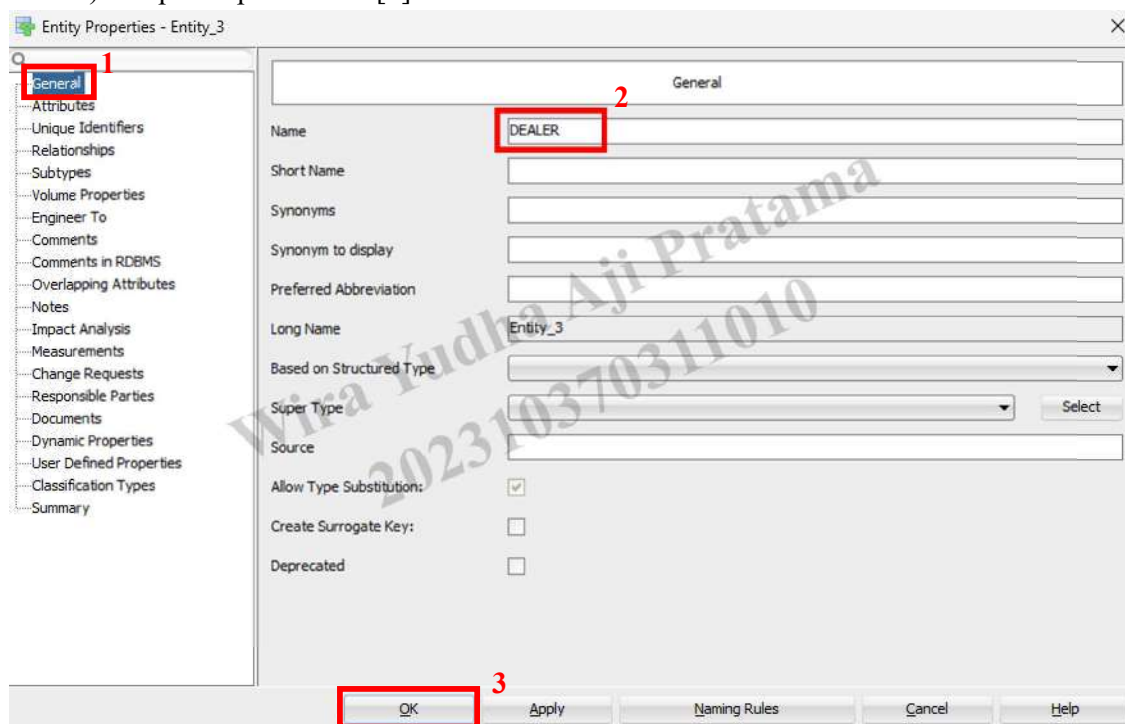 Entity Properties - Entity_3
1
General
Attributes
Unique Identifiers
Relationships
Subtypes
Volume Properties
Engineer To
Comments
Comments in RDBMS
Overlapping Attributes
Notes
Impact Analysis
Measurements
Change Requests
Responsible Parties
Documents
Dynamic Properties
User Defined Properties
Classification Types
Summary
General
2
Name DEALER
Short Name
Synonyms
Synonym to display
Preferred Abbreviation
Long Name Entity_3
Based on Structured Type
Super Type Select
Source
Allow Type Substitution:
Create Surrogate Key:
Deprecated
Wira Yudha Aji Pratama
202310370311010
3
OK Apply Naming Rules Cancel Help